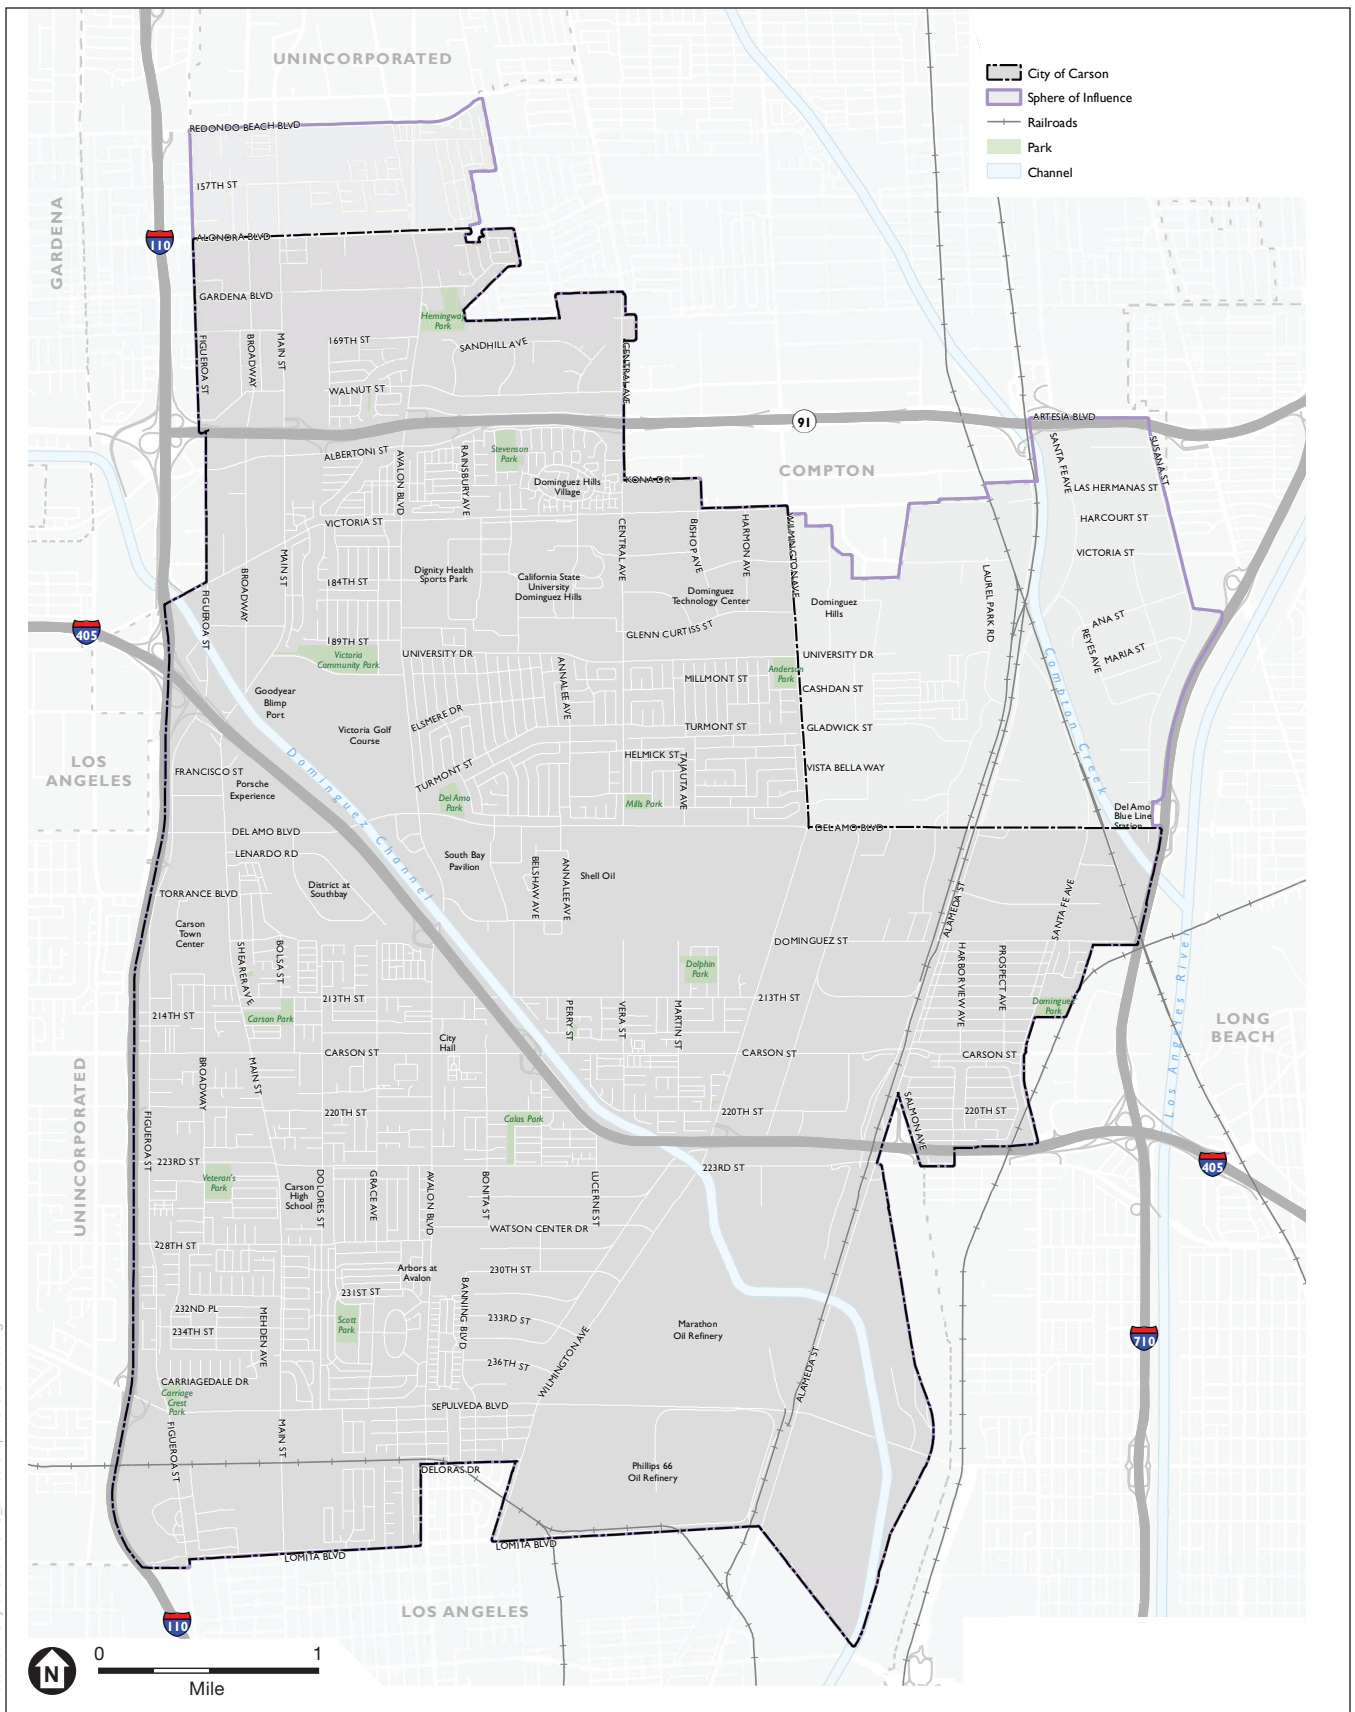 UNINCORPORATED
City of Carson
Sphere of Influence
Railroads
Park
Channel
REDONDO BEACH BLVD
157TH ST
GARDENA
110
ALONDRA BLVD
GARDENA BLVD
Hemingway
Park
FIGUEROA ST
BROADWAY
MAIN ST
169TH ST
SANDHILL AVE
CENTRAL AVE
WALNUT ST
91
ARTESIA BLVD
ALBERTONI ST
AVALON BLVD
RAINSBURY AVE
Stevenson
Park
Dominguez Hills
Village
KONA DR
COMPTON
SANTA FE AVE
SUSANA ST
LAS HERMANAS ST
VICTORIA ST
HARCOURT ST
VICTORIA ST
CENTRAL AVE
BISHOP AVE
HARMON AVE
WILMINGTON AVE
LAUREL PARK RD
MAIN ST
BROADWAY
184TH ST
Dignity Health
Sports Park
California State
University
Dominguez Hills
Dominguez
Technology Center
Dominguez
Hills
FIGUEROA ST
405
GLENN CURTISS ST
ANA ST
REYES AVE
MARIA ST
189TH ST
Victoria
Community Park
UNIVERSITY DR
UNIVERSITY DR
ANNALEE AVE
Anderson
Park
MILLMONT ST
CASHDAN ST
Goodyear
Blimp
Port
Victoria Golf
Course
ELSMERE DR
TURMONT ST
GLADWICK ST
Compton Creek
LOS
ANGELES
Dominguez Channel
HELMICK ST
TAJAUTA AVE
VISTA BELLA WAY
FRANCISCO ST
Porsche
Experience
TURMONT ST
Del Amo
Park
Mills Park
Del Amo
Blue Line
Station
DEL AMO BLVD
DEL AMO BLVD
LENARDO RD
South Bay
Pavilion
BELSHAW AVE
ANNALEE AVE
Shell Oil
TORRANCE BLVD
District at
Southbay
ALAMEDA ST
SANTA FE AVE
Carson
Town
Center
SHEARER AVE
BOLSA ST
DOMINGUEZ ST
HARBOR VIEW AVE
PROSPECT AVE
Dolphin
Park
213TH ST
213TH ST
Dominguez
Park
214TH ST
Carson Park
PERRY ST
VERA ST
MARTIN ST
LONG
BEACH
Los Angeles River
City
Hall
CARSON ST
CARSON ST
CARSON ST
BROADWAY
MAIN ST
UNINCORPORATED
FIGUEROA ST
220TH ST
Calas Park
220TH ST
SALMON AVE
220TH ST
223RD ST
223RD ST
405
Veteran's
Park
Carson
High
School
DOLORES ST
GRACE AVE
AVALON BLVD
BONITA ST
LUCERNE ST
WATSON CENTER DR
228TH ST
Arbors at
Avalon
230TH ST
231ST ST
BANNING BLVD
232ND PL
234TH ST
MEHDEN AVE
Scott
Park
233RD ST
Marathon
Oil Refinery
710
236TH ST
WILMINGTON AVE
ALAMEDA ST
CARRIAGEDALE DR
Carriage
Crest
Park
SEPULVEDA BLVD
FIGUEROA ST
MAIN ST
DELORAS DR
Phillips 66
Oil Refinery
LOMITA BLVD
LOMITA BLVD
LOS ANGELES
110
N
0 1
Mile